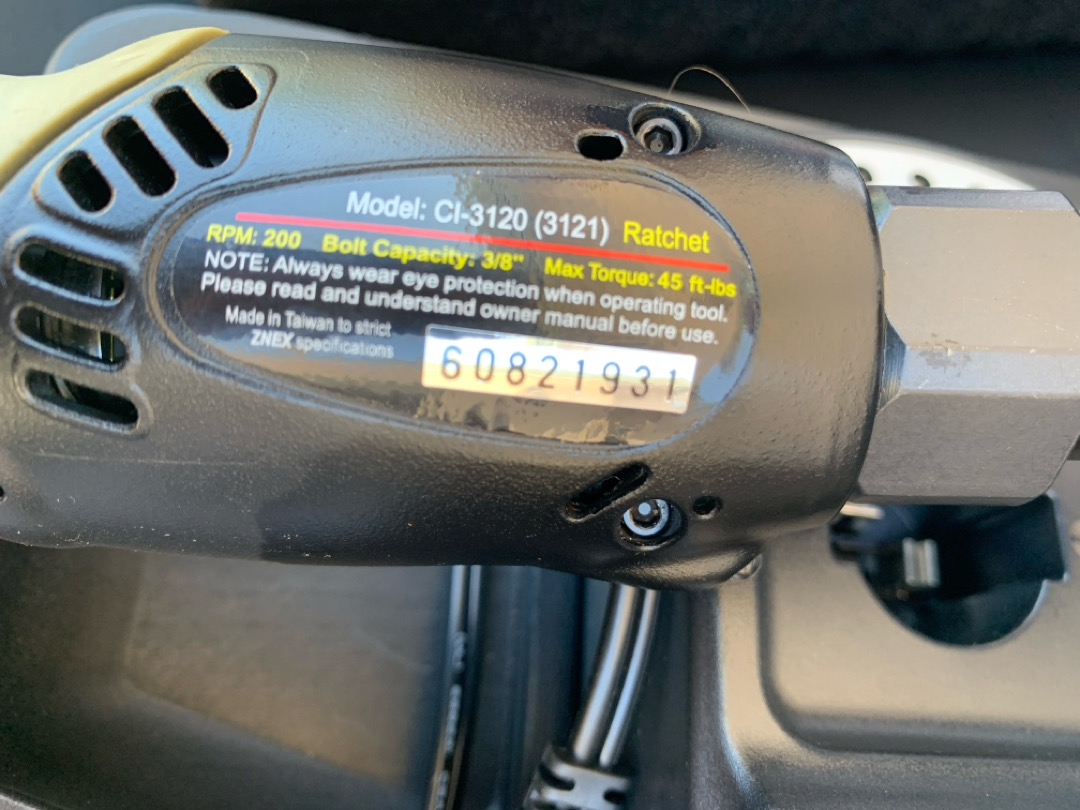 Model: CI-3120 (3121) Ratchet
RPM: 200 Bolt Capacity: 3/8" Max Torque: 45 ft-lbs
NOTE: Always wear eye protection when operating tool.
Please read and understand owner manual before use.
Made in Taiwan to strict
ZNEX specifications
60821931